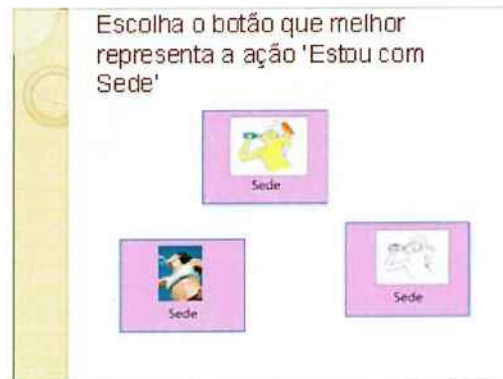 Escolha o botão que melhor
representa a ação 'Estou com
Sede'
Sede
Sede
Sede